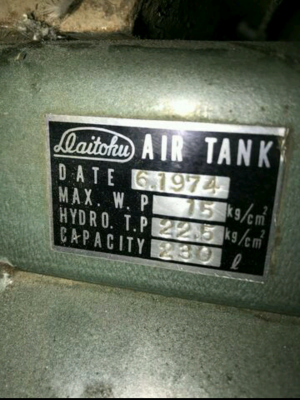 Daitoku AIR TANK
DATE 6.1974
MAX. W. P 15 kg/cm²
HYDRO. T.P 22.5 kg/cm²
CAPACITY 230 ℓ